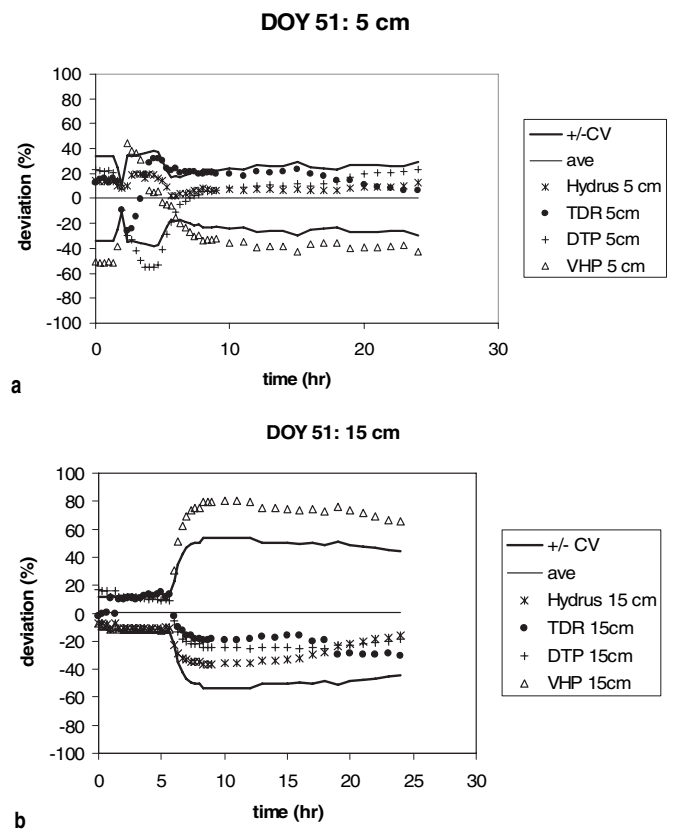 DOY 51: 5 cm
100
80
60
40
20
0
-20
-40
-60
-80
-100
deviation (%)
0
10
20
30
time (hr)
+/-CV
ave
Hydrus 5 cm
TDR 5cm
DTP 5cm
VHP 5 cm
a
DOY 51: 15 cm
100
80
60
40
20
0
-20
-40
-60
-80
-100
deviation (%)
0
5
10
15
20
25
30
time (hr)
+/- CV
ave
Hydrus 15 cm
TDR 15cm
DTP 15cm
VHP 15cm
b